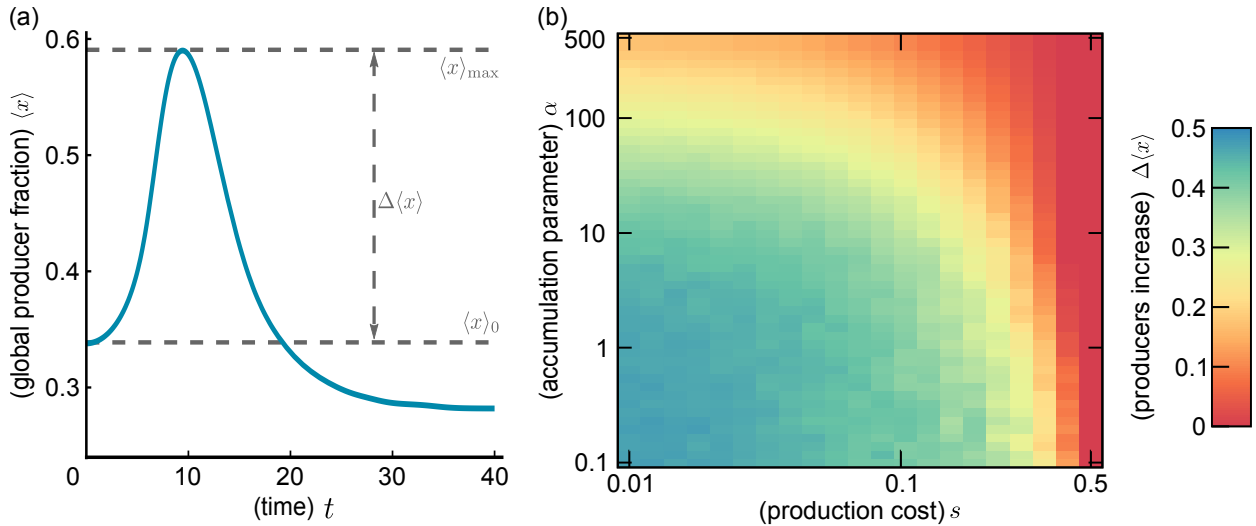 (a)
(global producer fraction) ⟨x⟩
0.6
0.5
0.4
0.3
0
10
20
30
40
(time) t
⟨x⟩max
Δ⟨x⟩
⟨x⟩0
(b)
(accumulation parameter) α
500
100
10
1
0.1
0.01
0.1
0.5
(production cost) s
(producers increase) Δ⟨x⟩
0.5
0.4
0.3
0.2
0.1
0